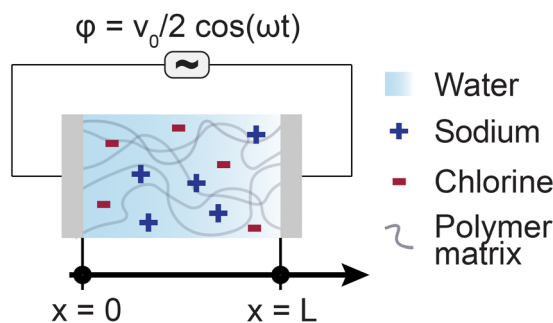 φ = v₀/2 cos(ωt)
Water
Sodium
Chlorine
Polymer
matrix
x = 0
x = L